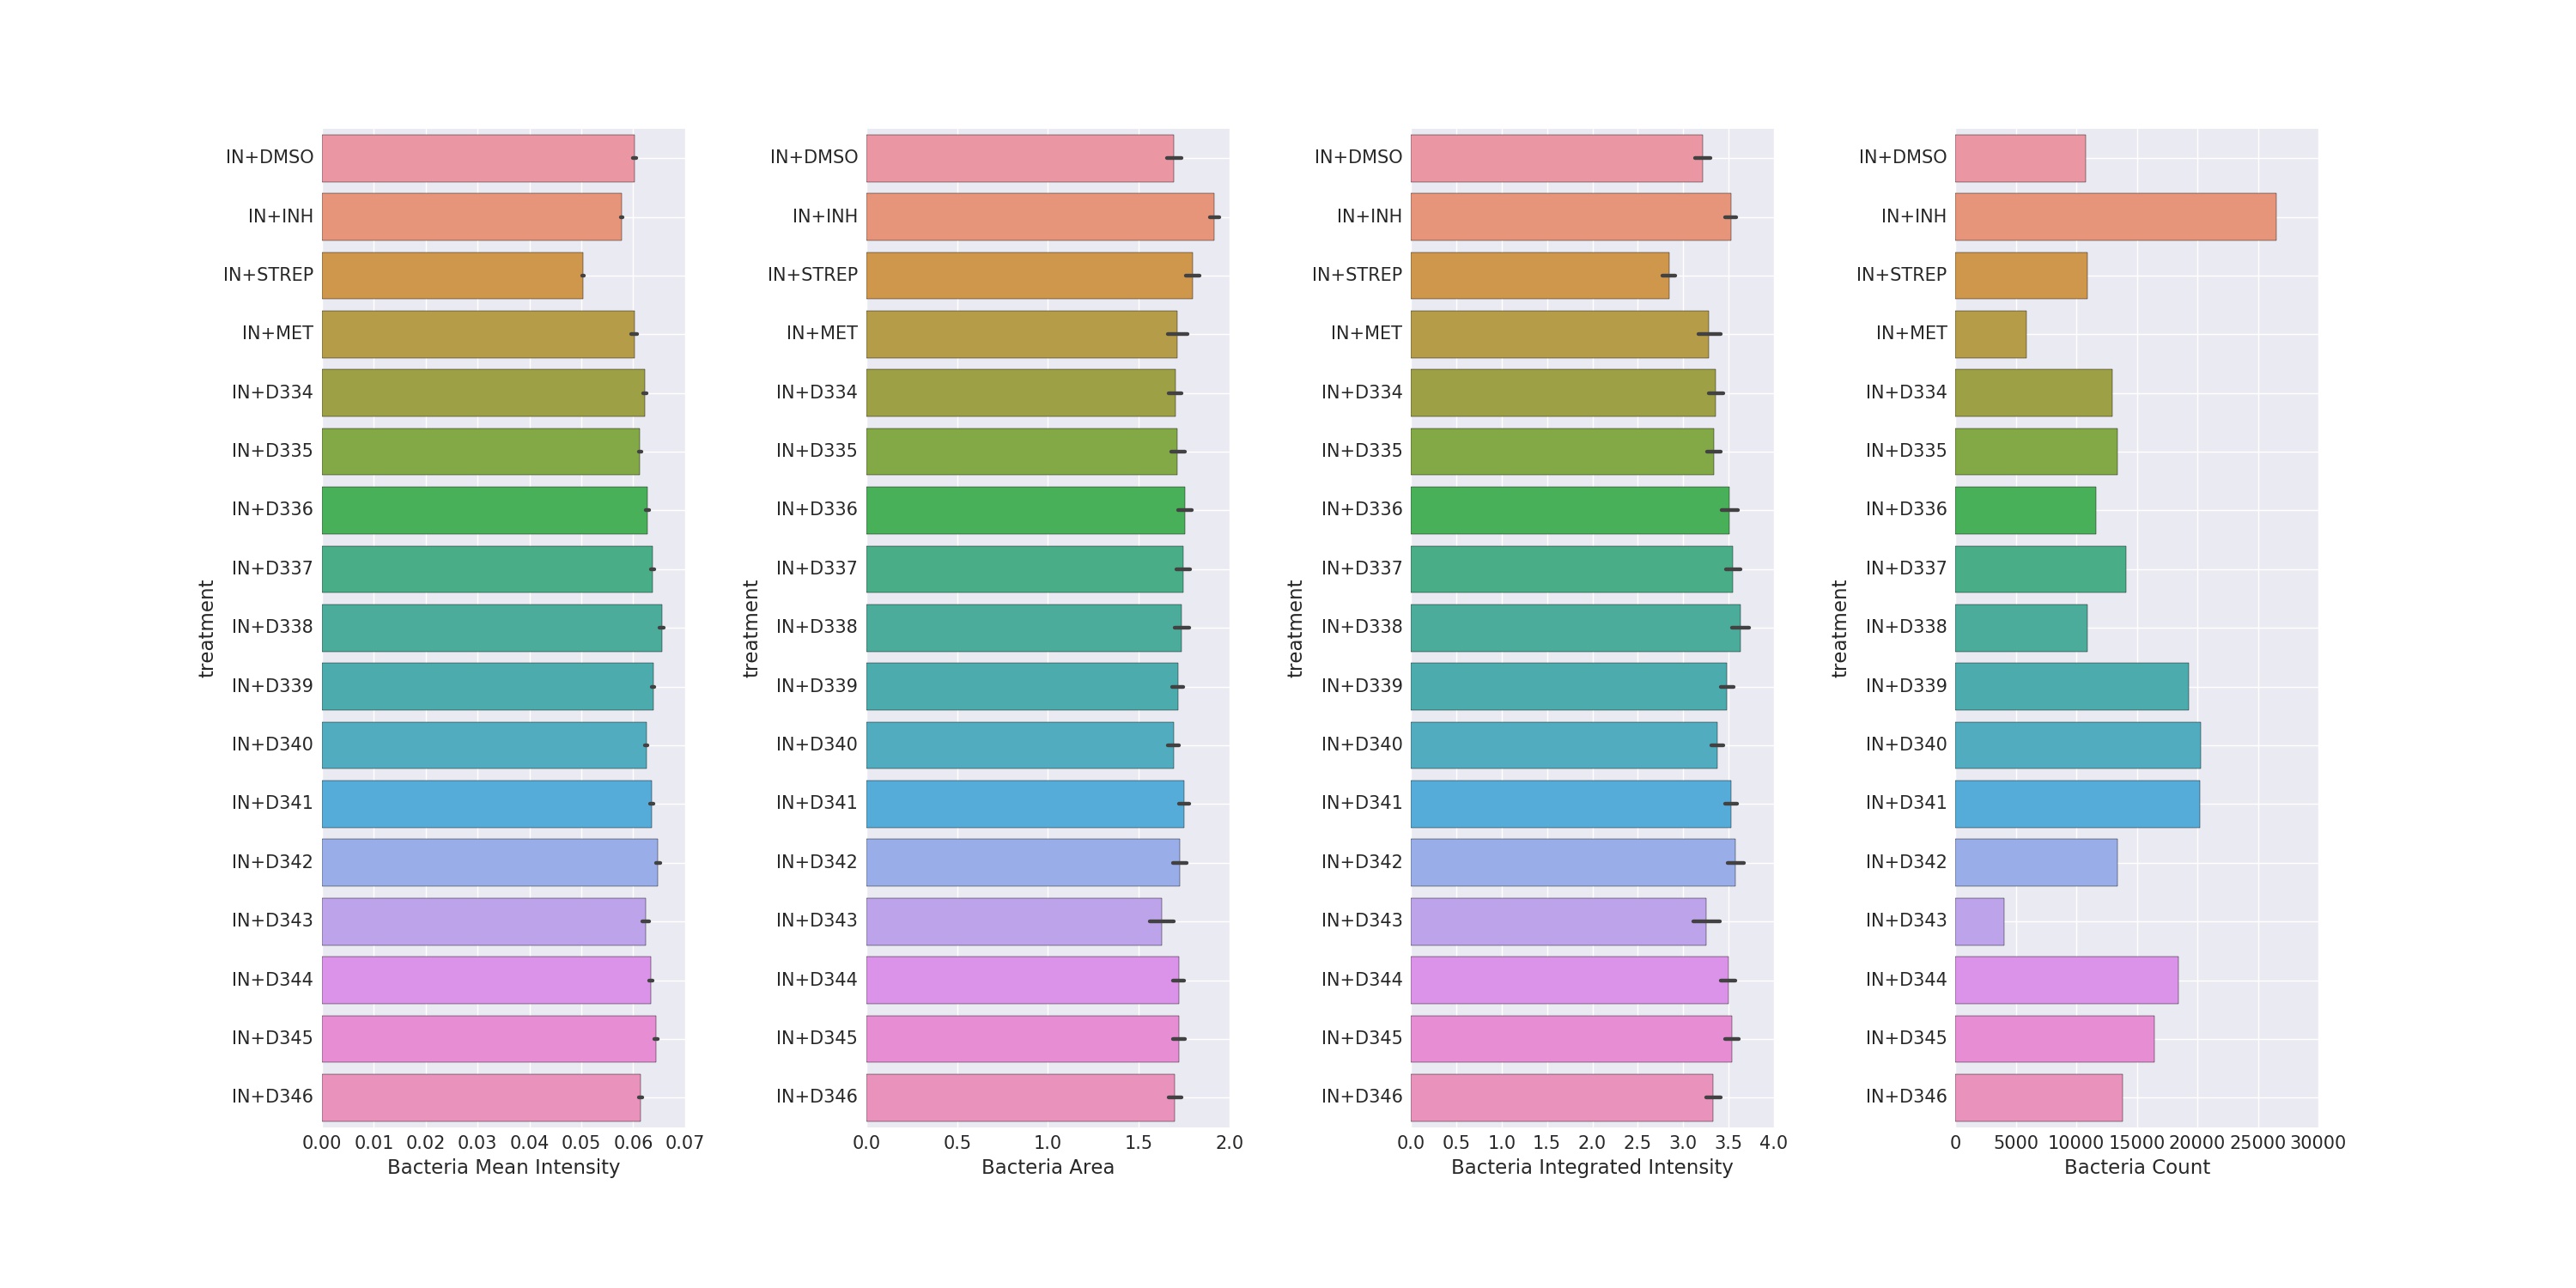 treatment
IN+DMSO
IN+INH
IN+STREP
IN+MET
IN+D334
IN+D335
IN+D336
IN+D337
IN+D338
IN+D339
IN+D340
IN+D341
IN+D342
IN+D343
IN+D344
IN+D345
IN+D346
0.00 0.01 0.02 0.03 0.04 0.05 0.06 0.07
Bacteria Mean Intensity
treatment
IN+DMSO
IN+INH
IN+STREP
IN+MET
IN+D334
IN+D335
IN+D336
IN+D337
IN+D338
IN+D339
IN+D340
IN+D341
IN+D342
IN+D343
IN+D344
IN+D345
IN+D346
0.0 0.5 1.0 1.5 2.0
Bacteria Area
treatment
IN+DMSO
IN+INH
IN+STREP
IN+MET
IN+D334
IN+D335
IN+D336
IN+D337
IN+D338
IN+D339
IN+D340
IN+D341
IN+D342
IN+D343
IN+D344
IN+D345
IN+D346
0.0 0.5 1.0 1.5 2.0 2.5 3.0 3.5 4.0
Bacteria Integrated Intensity
treatment
IN+DMSO
IN+INH
IN+STREP
IN+MET
IN+D334
IN+D335
IN+D336
IN+D337
IN+D338
IN+D339
IN+D340
IN+D341
IN+D342
IN+D343
IN+D344
IN+D345
IN+D346
0 5000 10000 15000 20000 25000 30000
Bacteria Count